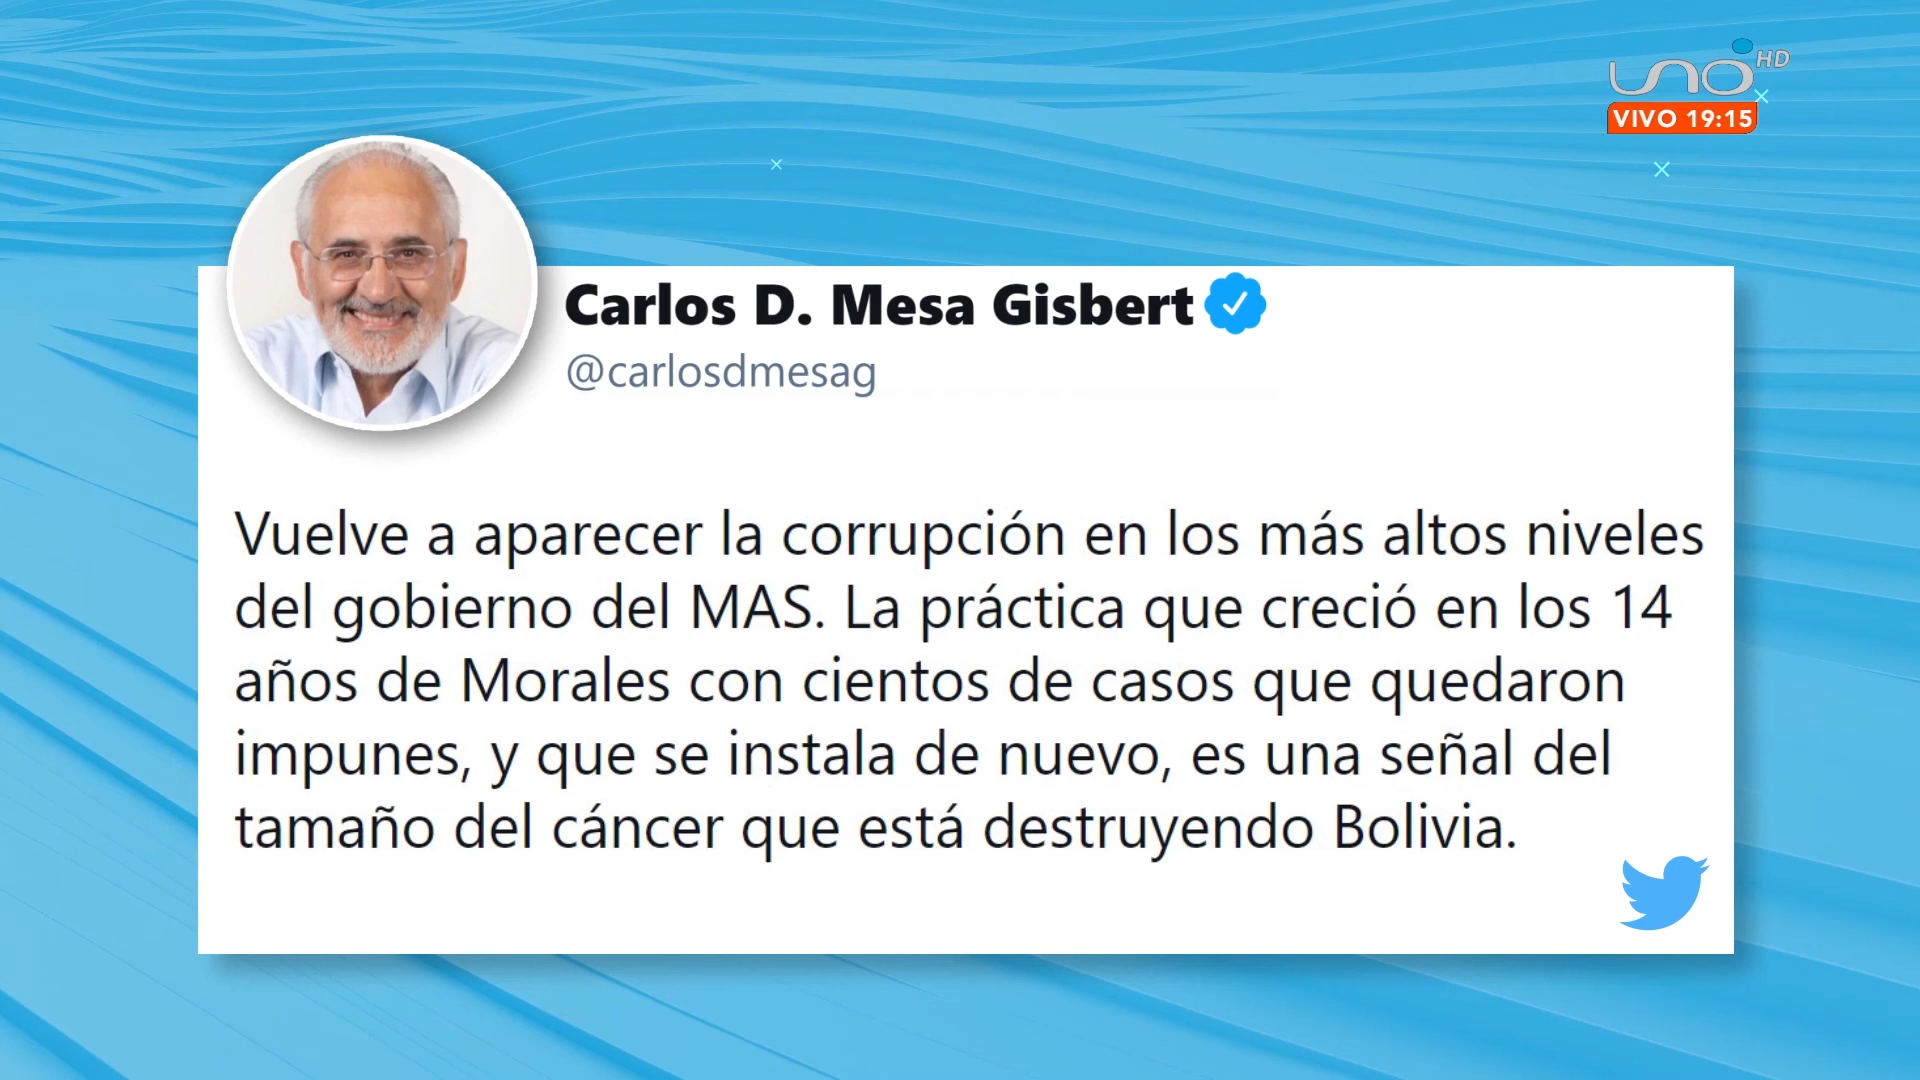 UNO HD
VIVO 19:15
Carlos D. Mesa Gisbert
@carlosdmesag
Vuelve a aparecer la corrupción en los más altos niveles
del gobierno del MAS. La práctica que creció en los 14
años de Morales con cientos de casos que quedaron
impunes, y que se instala de nuevo, es una señal del
tamaño del cáncer que está destruyendo Bolivia.